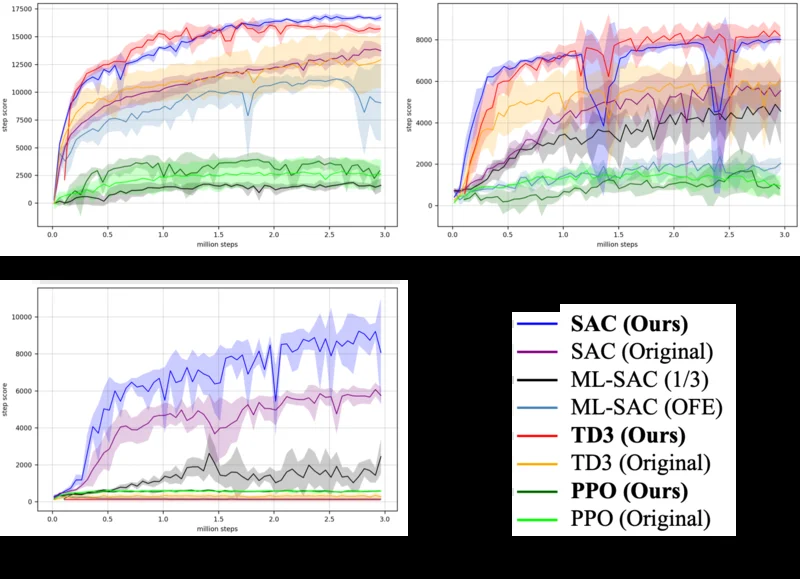 17500
15000
12500
10000
7500
5000
2500
0
step score
0.0 0.5 1.0 1.5 2.0 2.5 3.0
million steps
8000
6000
4000
2000
0
step score
0.0 0.5 1.0 1.5 2.0 2.5 3.0
million steps
10000
8000
6000
4000
2000
0
step score
0.0 0.5 1.0 1.5 2.0 2.5 3.0
million steps
SAC (Ours)
SAC (Original)
ML-SAC (1/3)
ML-SAC (OFE)
TD3 (Ours)
TD3 (Original)
PPO (Ours)
PPO (Original)